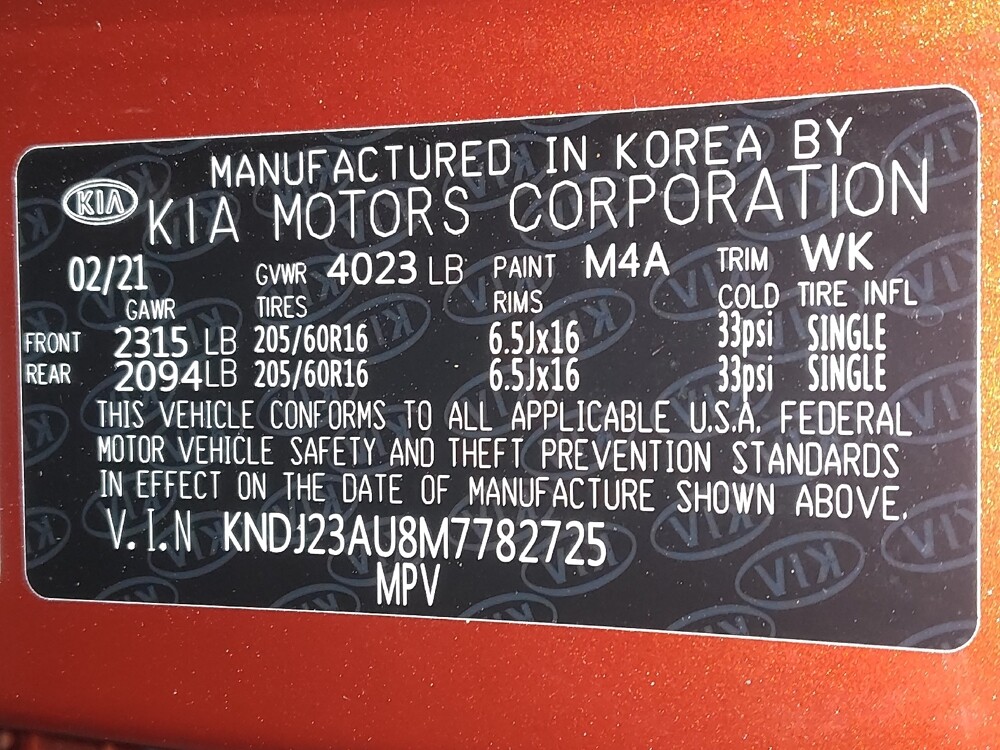 MANUFACTURED IN KOREA BY
KIA KIA MOTORS CORPORATION
02/21 GVWR 4023 LB PAINT M4A TRIM WK
GAWR TIRES RIMS COLD TIRE INFL
FRONT 2315 LB 205/60R16 6.5Jx16 33psi SINGLE
REAR 2094LB 205/60R16 6.5Jx16 33psi SINGLE
THIS VEHICLE CONFORMS TO ALL APPLICABLE U.S.A. FEDERAL
MOTOR VEHICLE SAFETY AND THEFT PREVENTION STANDARDS
IN EFFECT ON THE DATE OF MANUFACTURE SHOWN ABOVE.
V.I.N KNDJ23AU8M7782725
MPV